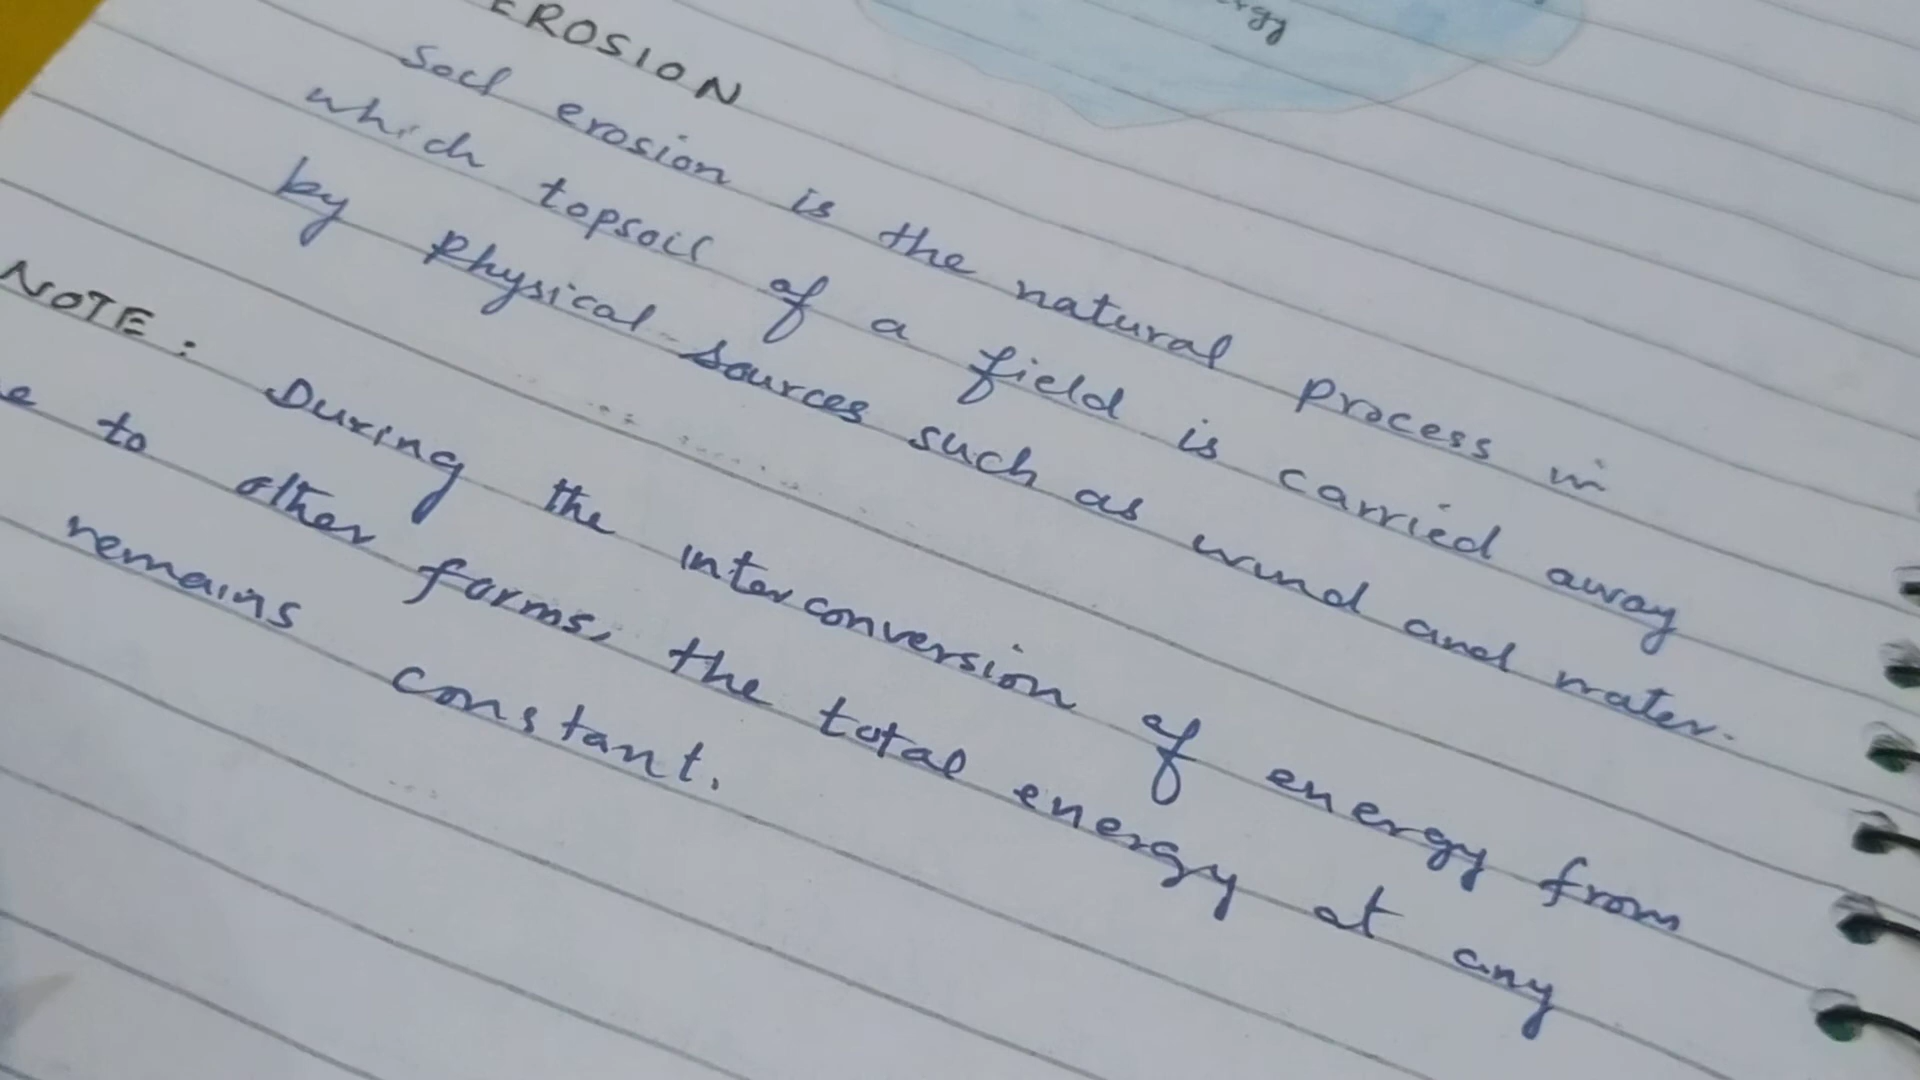 EROSION
Soil erosion is the natural process in
which topsoil of a field is carried away
by Physical sources such as wind and water.
NOTE: During the interconversion of energy from
to other forms, the total energy at any
remains constant.